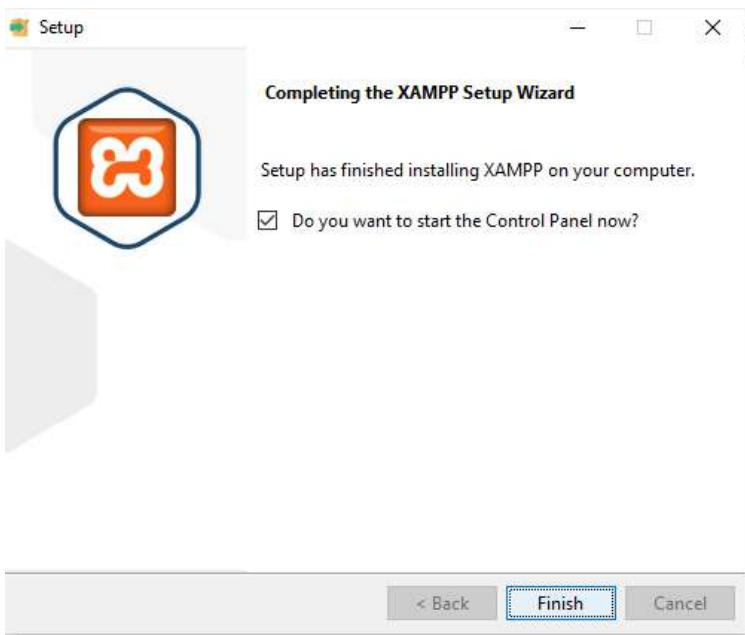 Setup
Completing the XAMPP Setup Wizard
Setup has finished installing XAMPP on your computer.
Do you want to start the Control Panel now?
< Back Finish Cancel